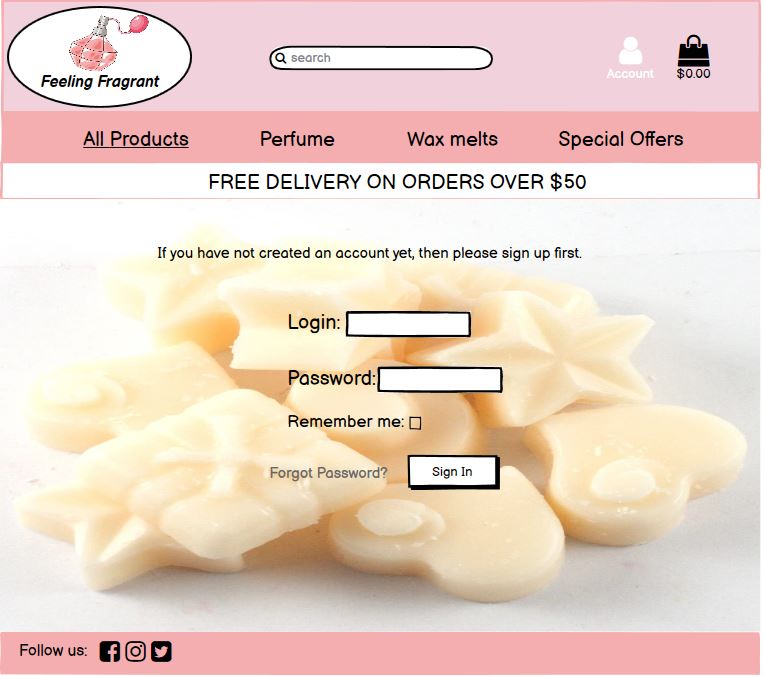 Feeling Fragrant
search
Account
$0.00
All Products
Perfume
Wax melts
Special Offers
FREE DELIVERY ON ORDERS OVER $50
If you have not created an account yet, then please sign up first.
Login:
Password:
Remember me:
Forgot Password?
Sign In
Follow us: